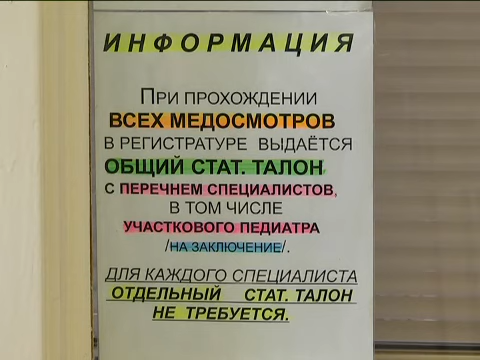 ИНФОРМАЦИЯ
ПРИ ПРОХОЖДЕНИИ
ВСЕХ МЕДОСМОТРОВ
В РЕГИСТРАТУРЕ ВЫДАЁТСЯ
ОБЩИЙ СТАТ. ТАЛОН
С ПЕРЕЧНЕМ СПЕЦИАЛИСТОВ,
В ТОМ ЧИСЛЕ
УЧАСТКОВОГО ПЕДИАТРА
/НА ЗАКЛЮЧЕНИЕ/.
ДЛЯ КАЖДОГО СПЕЦИАЛИСТА
ОТДЕЛЬНЫЙ СТАТ. ТАЛОН
НЕ ТРЕБУЕТСЯ.